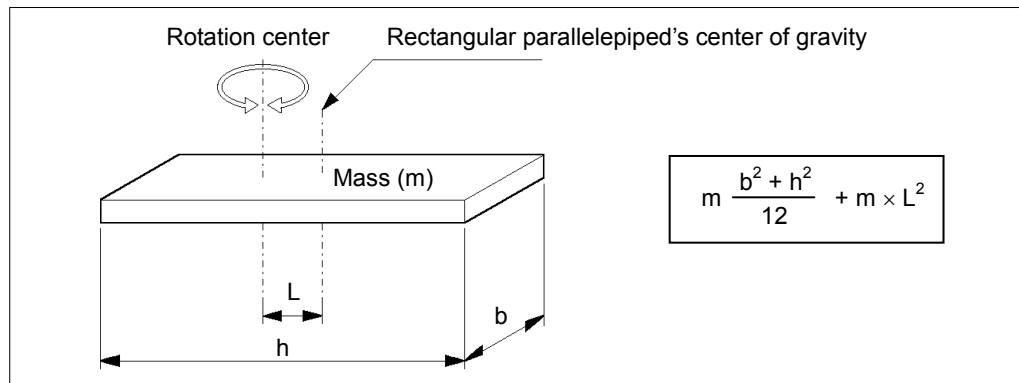 Rotation center
Rectangular parallelepiped's center of gravity
Mass (m)
m (b² + h²)/12 + m × L²
L
b
h